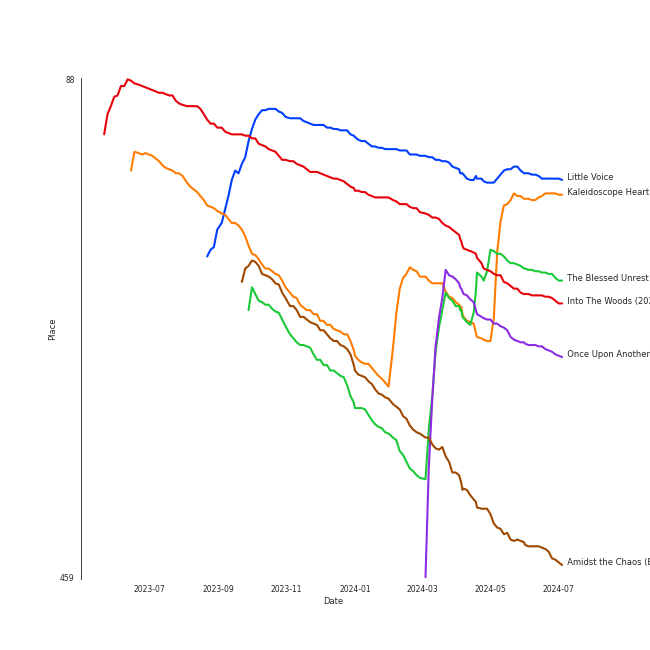 88
Place
459
Little Voice
Kaleidoscope Heart
The Blessed Unrest
Into The Woods (202
Once Upon Another
Amidst the Chaos (E
2023-07
2023-09
2023-11
2024-01
2024-03
2024-05
2024-07
Date